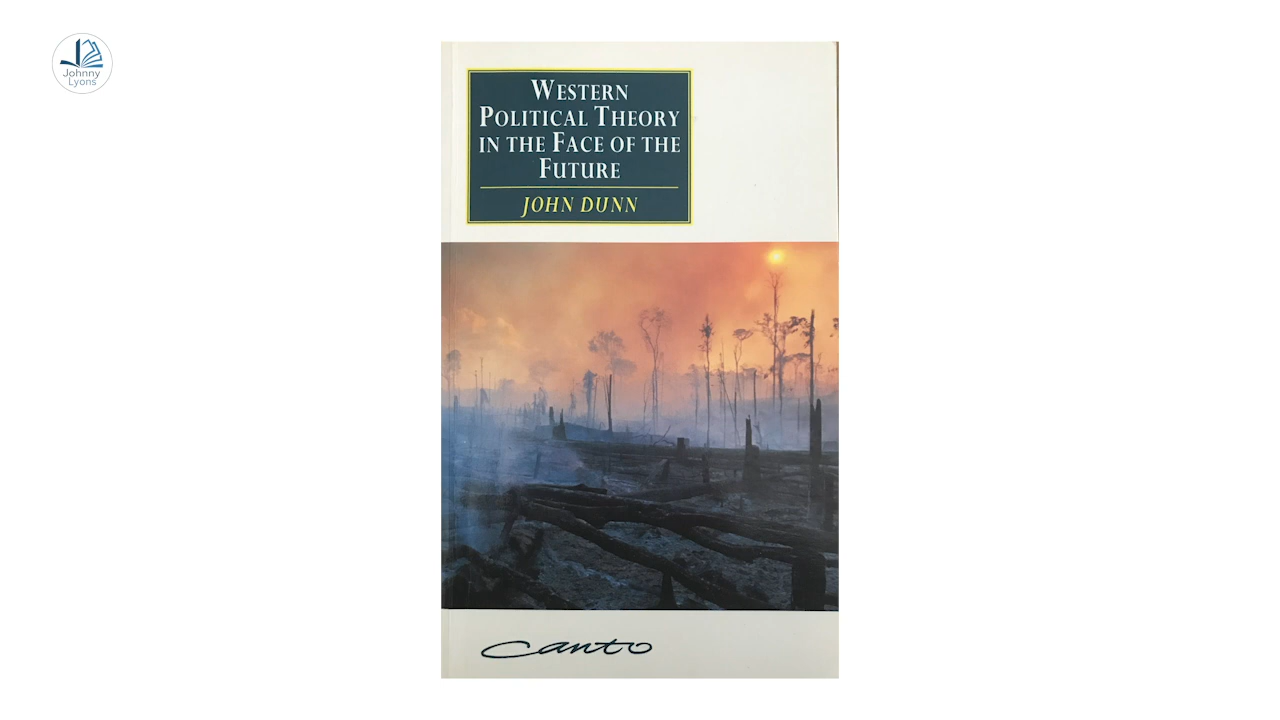 Johnny
Lyons
WESTERN
POLITICAL THEORY
IN THE FACE OF THE
FUTURE
JOHN DUNN
Canto